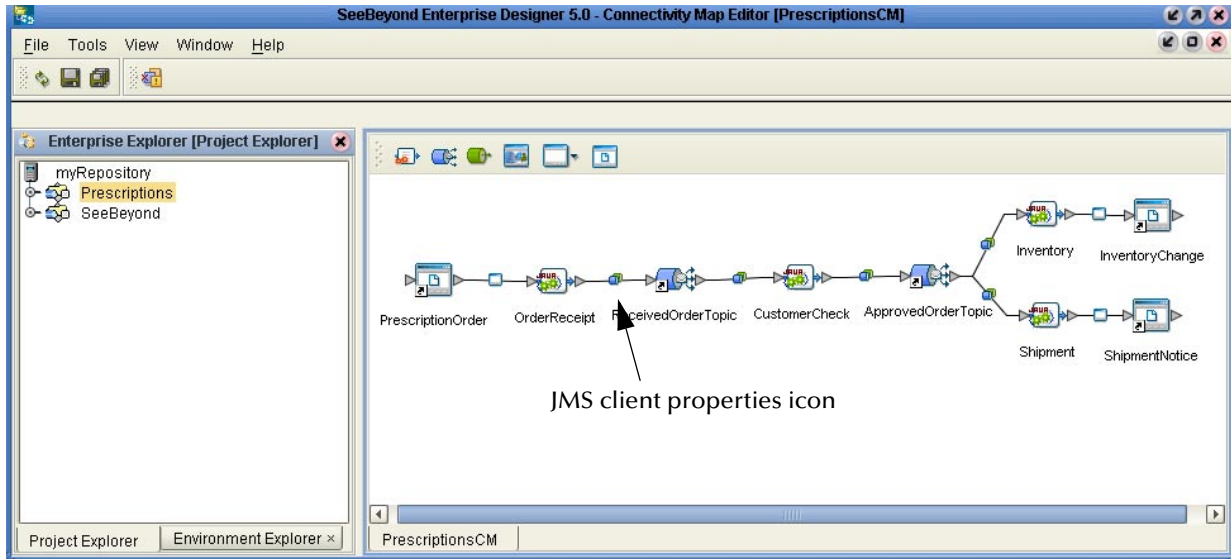 SeeBeyond Enterprise Designer 5.0 - Connectivity Map Editor [PrescriptionsCM]
File Tools View Window Help
Enterprise Explorer [Project Explorer]
myRepository
Prescriptions
SeeBeyond
Inventory
InventoryChange
PrescriptionOrder
OrderReceipt
ReceivedOrderTopic
CustomerCheck
ApprovedOrderTopic
Shipment
ShipmentNotice
JMS client properties icon
Project Explorer
Environment Explorer ×
PrescriptionsCM